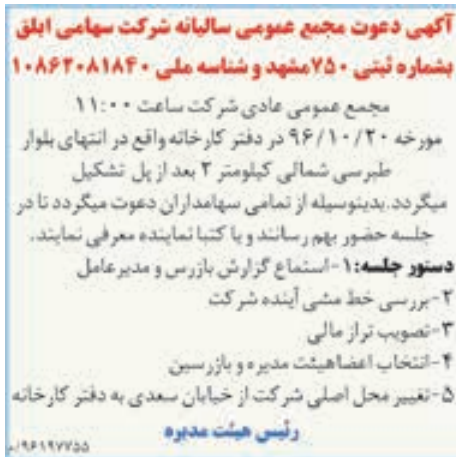 آگهی دعوت مجمع عمومی سالیانه شرکت سهامی ابلق
بشماره ثبتی ۷۵۰مشهد و شناسه ملی ۱۰۸۶۲۰۸۱۸۴۰
مجمع عمومی عادی شرکت ساعت ۱۱:۰۰
مورخه ۹۶/۱۰/۲۰ در دفتر کارخانه واقع در انتهای بلوار
طبرسی شمالی کیلومتر ۲ بعد از پل تشکیل
میگردد.بدینوسیله از تمامی سهامداران دعوت میگردد تا در
جلسه حضور بهم رسانند و یا کتبا نماینده معرفی نمایند.
دستور جلسه:۱-استماع گزارش بازرس و مدیرعامل
۲-بررسی خط مشی آینده شرکت
۳-تصویب تراز مالی
۴-انتخاب اعضاهیئت مدیره و بازرسین
۵-تغییر محل اصلی شرکت از خیابان سعدی به دفتر کارخانه
رئیس هیئت مدیره
۹۶۱۹۷۷۵۵/م